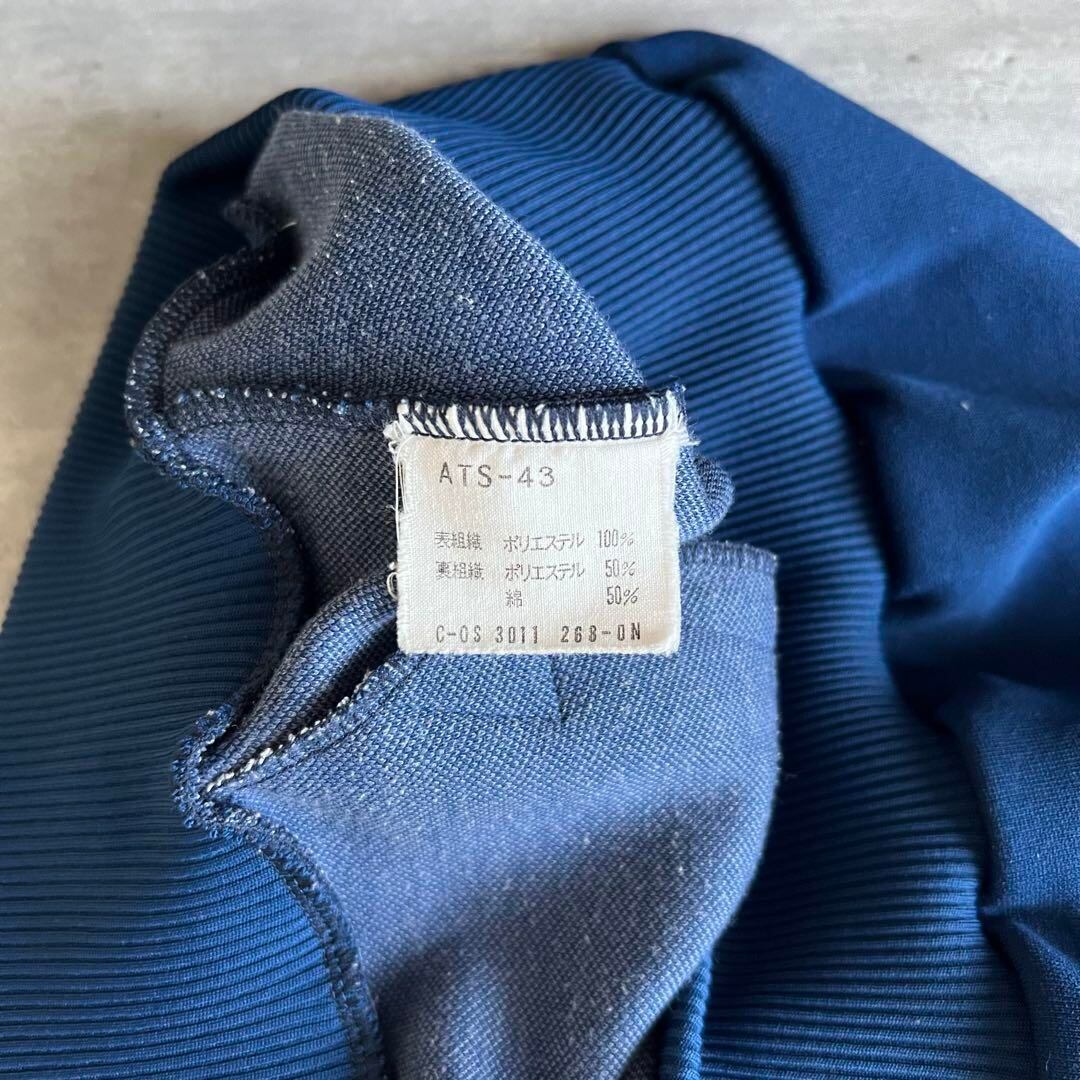 ATS-43
表組織 ポリエステル 100%
裏組織 ポリエステル 50%
綿 50%
C-OS 3011 268-ON